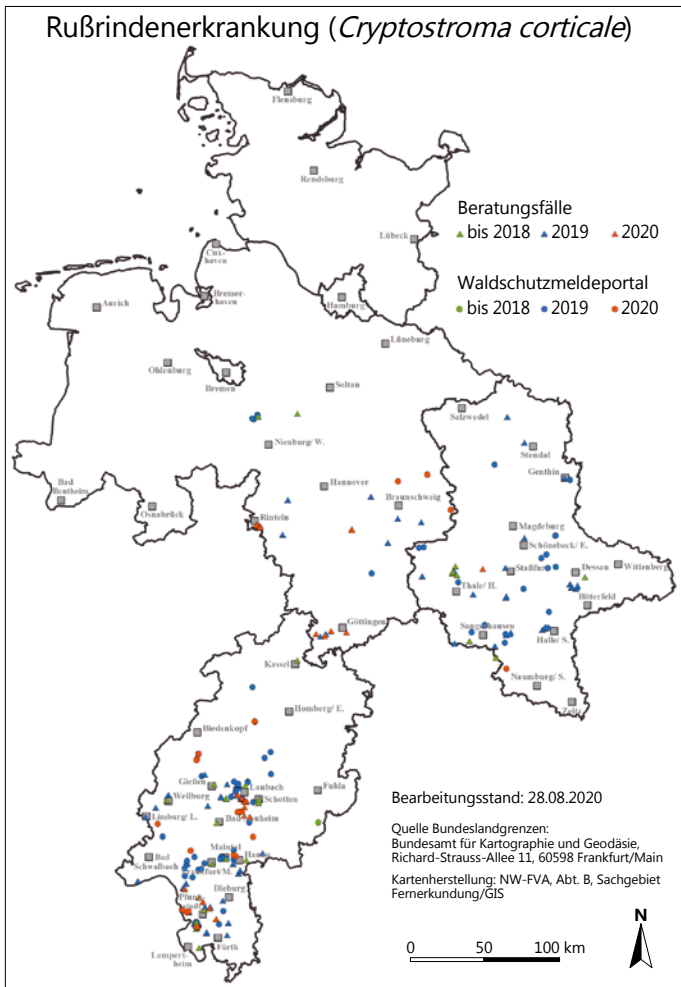 Rußrindenerkrankung (Cryptostroma corticale)
Flensburg
Rendsburg
Beratungsfälle
bis 2018 2019 2020
Lübeck
Cux-
haven
Waldschutzmeldeportal
bis 2018 2019 2020
Bremer-
haven
Hamburg
Aurich
Lüneburg
Oldenburg
Bremen
Soltau
Salzwedel
Nienburg/ W.
Stendal
Genthin
Bad
Bentheim
Hannover
Braunschweig
Osnabrück
Rinteln
Magdeburg
Schönebeck/ E.
Staßfurt
Dessau
Wittenberg
Thale/ H.
Bitterfeld
Göttingen
Sangerhausen
Halle/ S.
Kassel
Naumburg/ S.
Zeitz
Homberg/ E.
Biedenkopf
Gießen
Laubach
Fulda
Weilburg
Schotten
Limburg/ L.
Bad Nauheim
Bearbeitungsstand: 28.08.2020
Quelle Bundeslandgrenzen:
Bundesamt für Kartographie und Geodäsie,
Richard-Strauss-Allee 11, 60598 Frankfurt/Main
Maintal
Hanau
Bad
Schwalbach
Frankfurt/M.
Kartenherstellung: NW-FVA, Abt. B, Sachgebiet
Fernerkundung/GIS
Dieburg
Pfung-
stadt
Fürth
Lampert-
heim
N
0 50 100 km